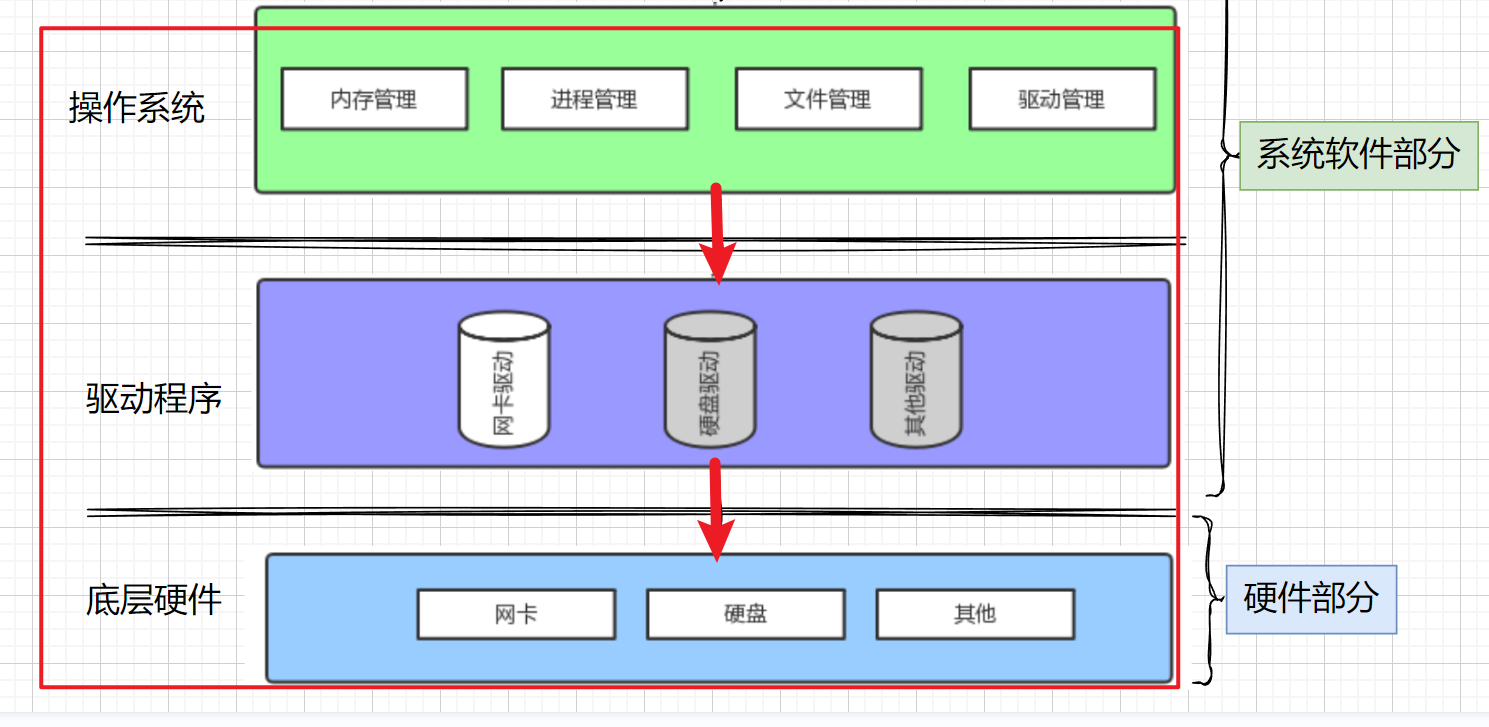 操作系统
内存管理
进程管理
文件管理
驱动管理
系统软件部分
驱动程序
网卡驱动
硬盘驱动
其他驱动
底层硬件
网卡
硬盘
其他
硬件部分